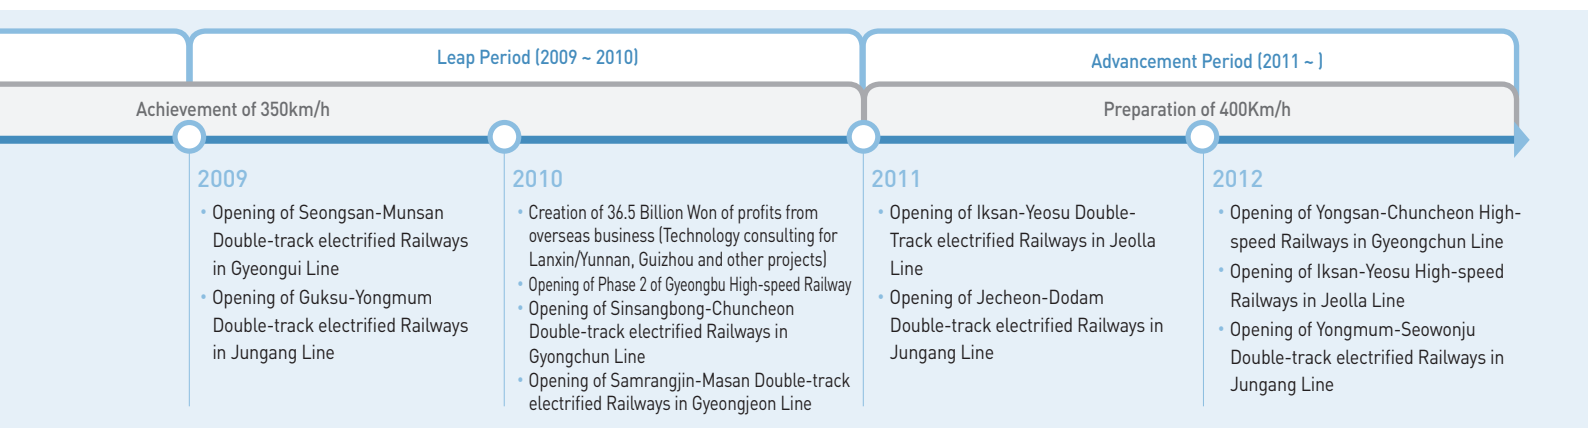 Leap Period (2009 ~ 2010)
Advancement Period (2011 ~ )
Achievement of 350km/h
Preparation of 400Km/h
2009
• Opening of Seongsan-Munsan
Double-track electrified Railways
in Gyeongui Line
• Opening of Guksu-Yongmum
Double-track electrified Railways
in Jungang Line
2010
• Creation of 36.5 Billion Won of profits from
overseas business (Technology consulting for
Lanxin/Yunnan, Guizhou and other projects)
• Opening of Phase 2 of Gyeongbu High-speed Railway
• Opening of Sinsangbong-Chuncheon
Double-track electrified Railways in
Gyongchun Line
• Opening of Samrangjin-Masan Double-track
electrified Railways in Gyeongjeon Line
2011
• Opening of Iksan-Yeosu Double-
Track electrified Railways in Jeolla
Line
• Opening of Jecheon-Dodam
Double-track electrified Railways in
Jungang Line
2012
• Opening of Yongsan-Chuncheon High-
speed Railways in Gyeongchun Line
• Opening of Iksan-Yeosu High-speed
Railways in Jeolla Line
• Opening of Yongmum-Seowonju
Double-track electrified Railways in
Jungang Line